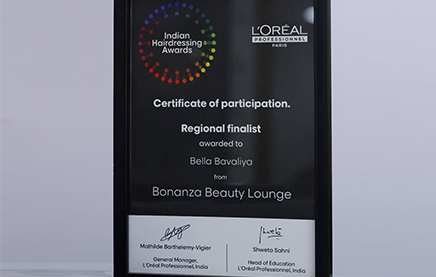 Indian
Hairdressing
Awards
L'ORÉAL
PROFESSIONNEL
PARIS
Certificate of participation.
Regional finalist
awarded to
Bella Bavaliya
from
Bonanza Beauty Lounge
Mathilde Barthelemy-Vigier
General Manager,
L'Oréal Professionnel, India
Shweta
Shweta Sahni
Head of Education,
L'Oréal Professionnel, India